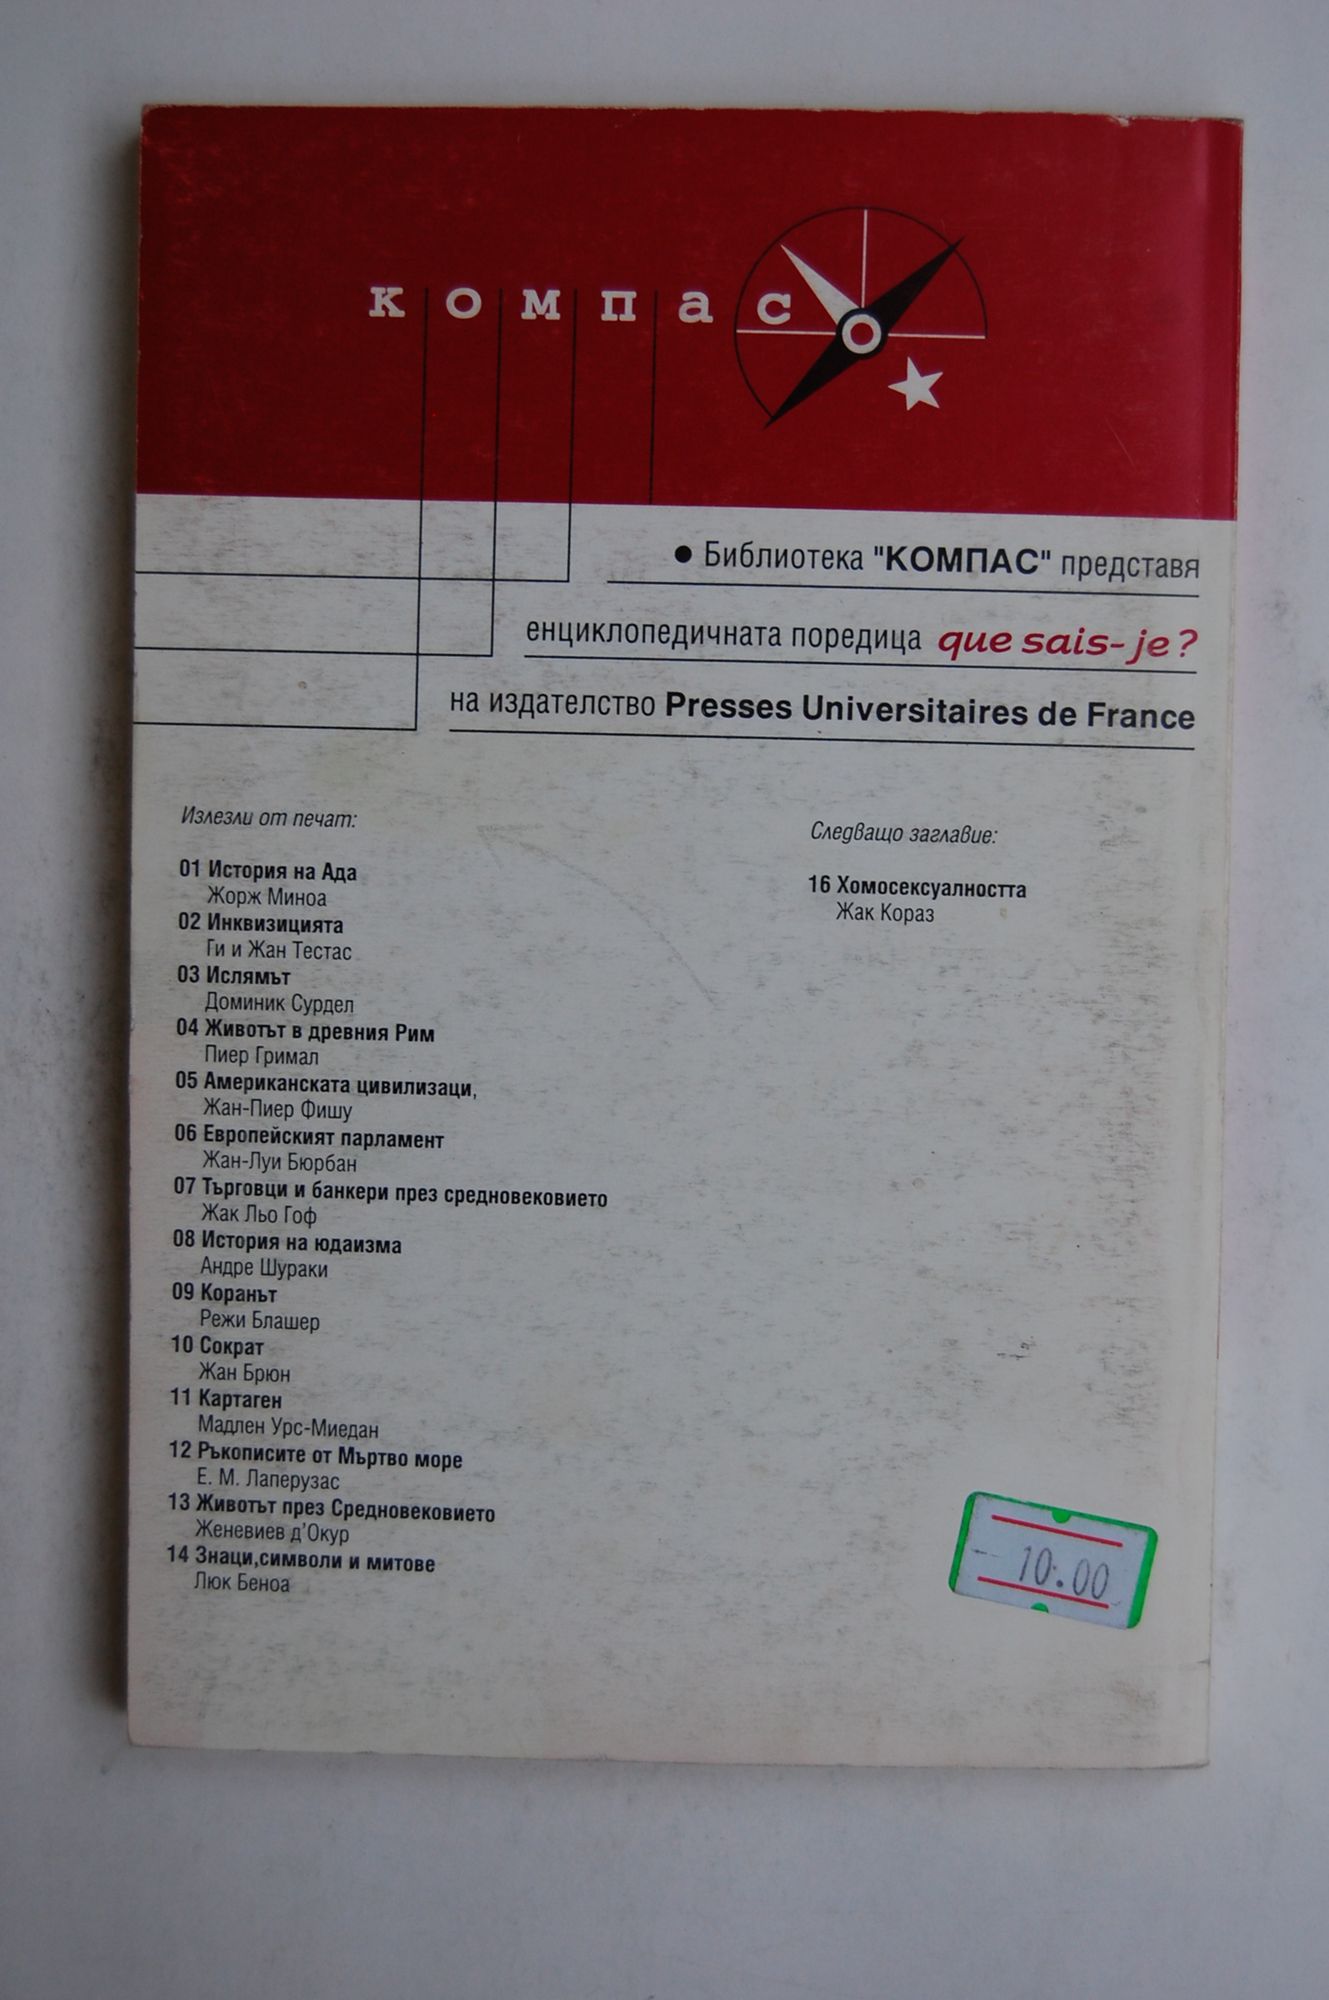 компас
• Библиотека "КОМПАС" представя
енциклопедичната поредица que sais-je?
на издателство Presses Universitaires de France
Излезли от печат:
01 История на Ада
Жорж Миноа
02 Инквизицията
Ги и Жан Тестас
03 Ислямът
Доминик Сурдел
04 Животът в древния Рим
Пиер Гримал
05 Американската цивилизаци,
Жан-Пиер Фишу
06 Европейският парламент
Жан-Луи Бюрбан
07 Търговци и банкери през средновековието
Жак Льо Гоф
08 История на юдаизма
Андре Шураки
09 Коранът
Режи Блашер
10 Сократ
Жан Брюн
11 Картаген
Мадлен Урс-Миедан
12 Ръкописите от Мъртво море
Е. М. Лаперузас
13 Животът през Средновековието
Женевиев д'Окур
14 Знаци,символи и митове
Люк Беноа
Следващо заглавие:
16 Хомосексуалността
Жак Кораз
10.00